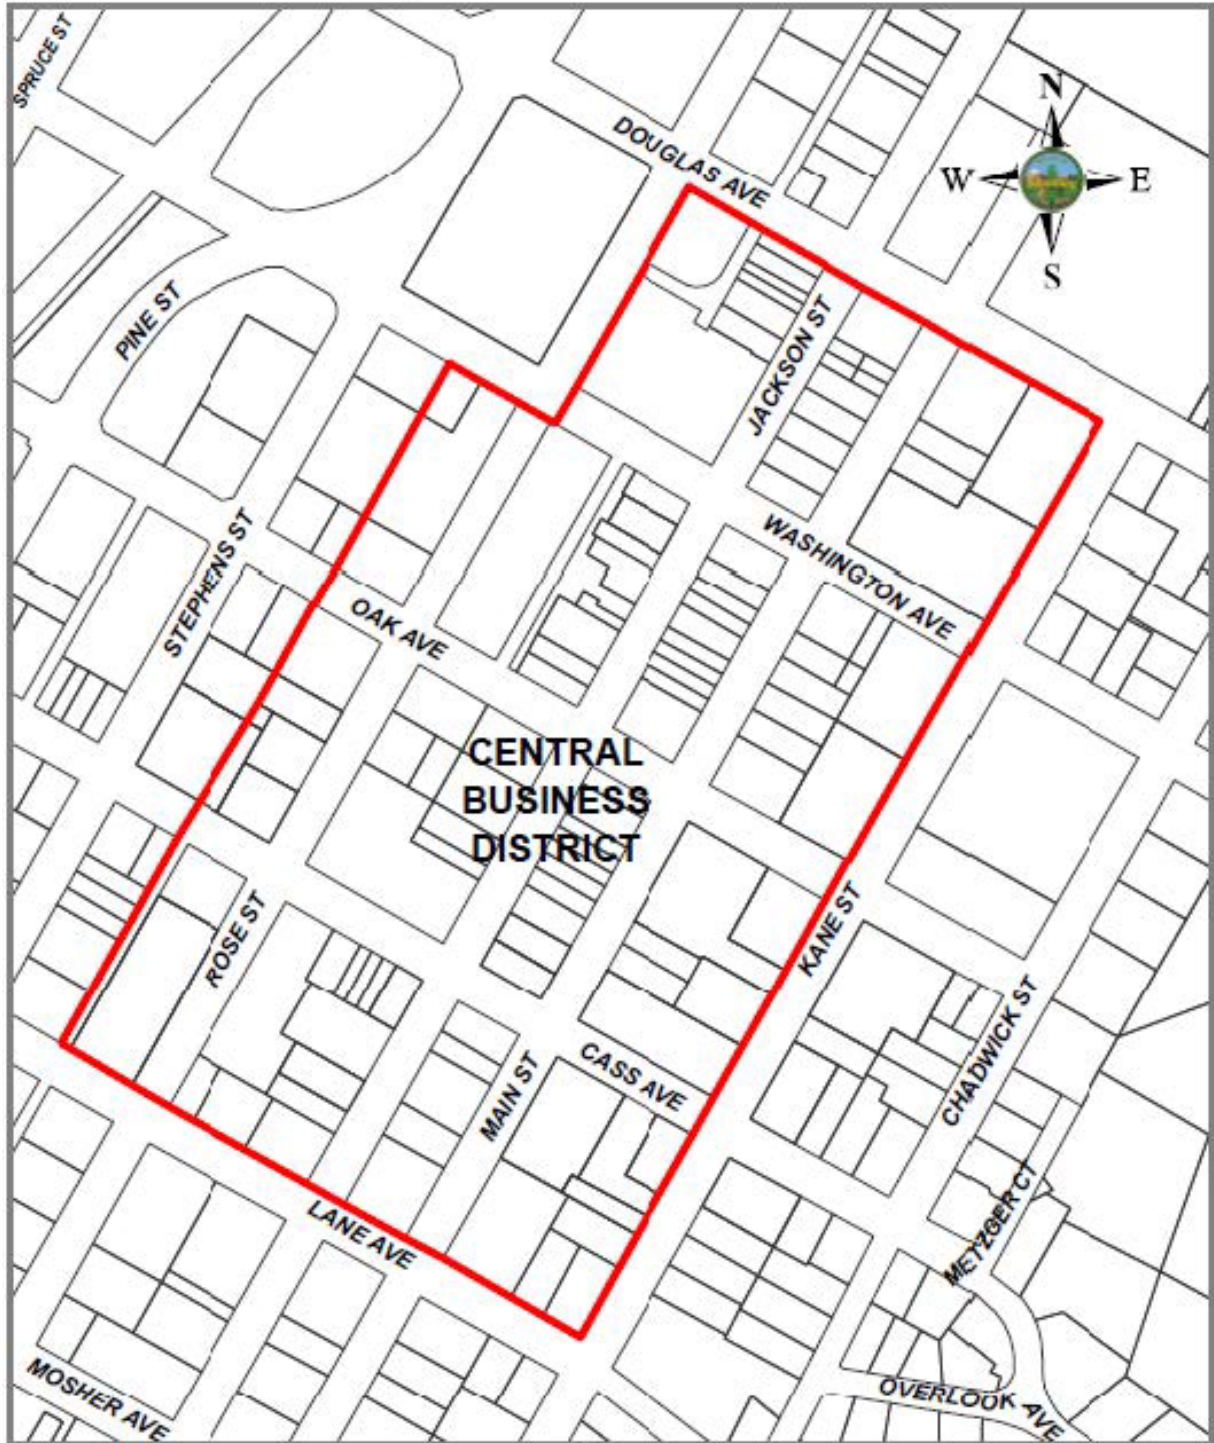 SPRUCE ST
DOUGLAS AVE
N
W
E
S
PINE ST
JACKSON ST
STEPHENS ST
WASHINGTON AVE
OAK AVE
CENTRAL
BUSINESS
DISTRICT
ROSE ST
KANE ST
CHADWICK ST
CASS AVE
MAIN ST
METZGER CT
LANE AVE
OVERLOOK AVE
MOSHER AVE